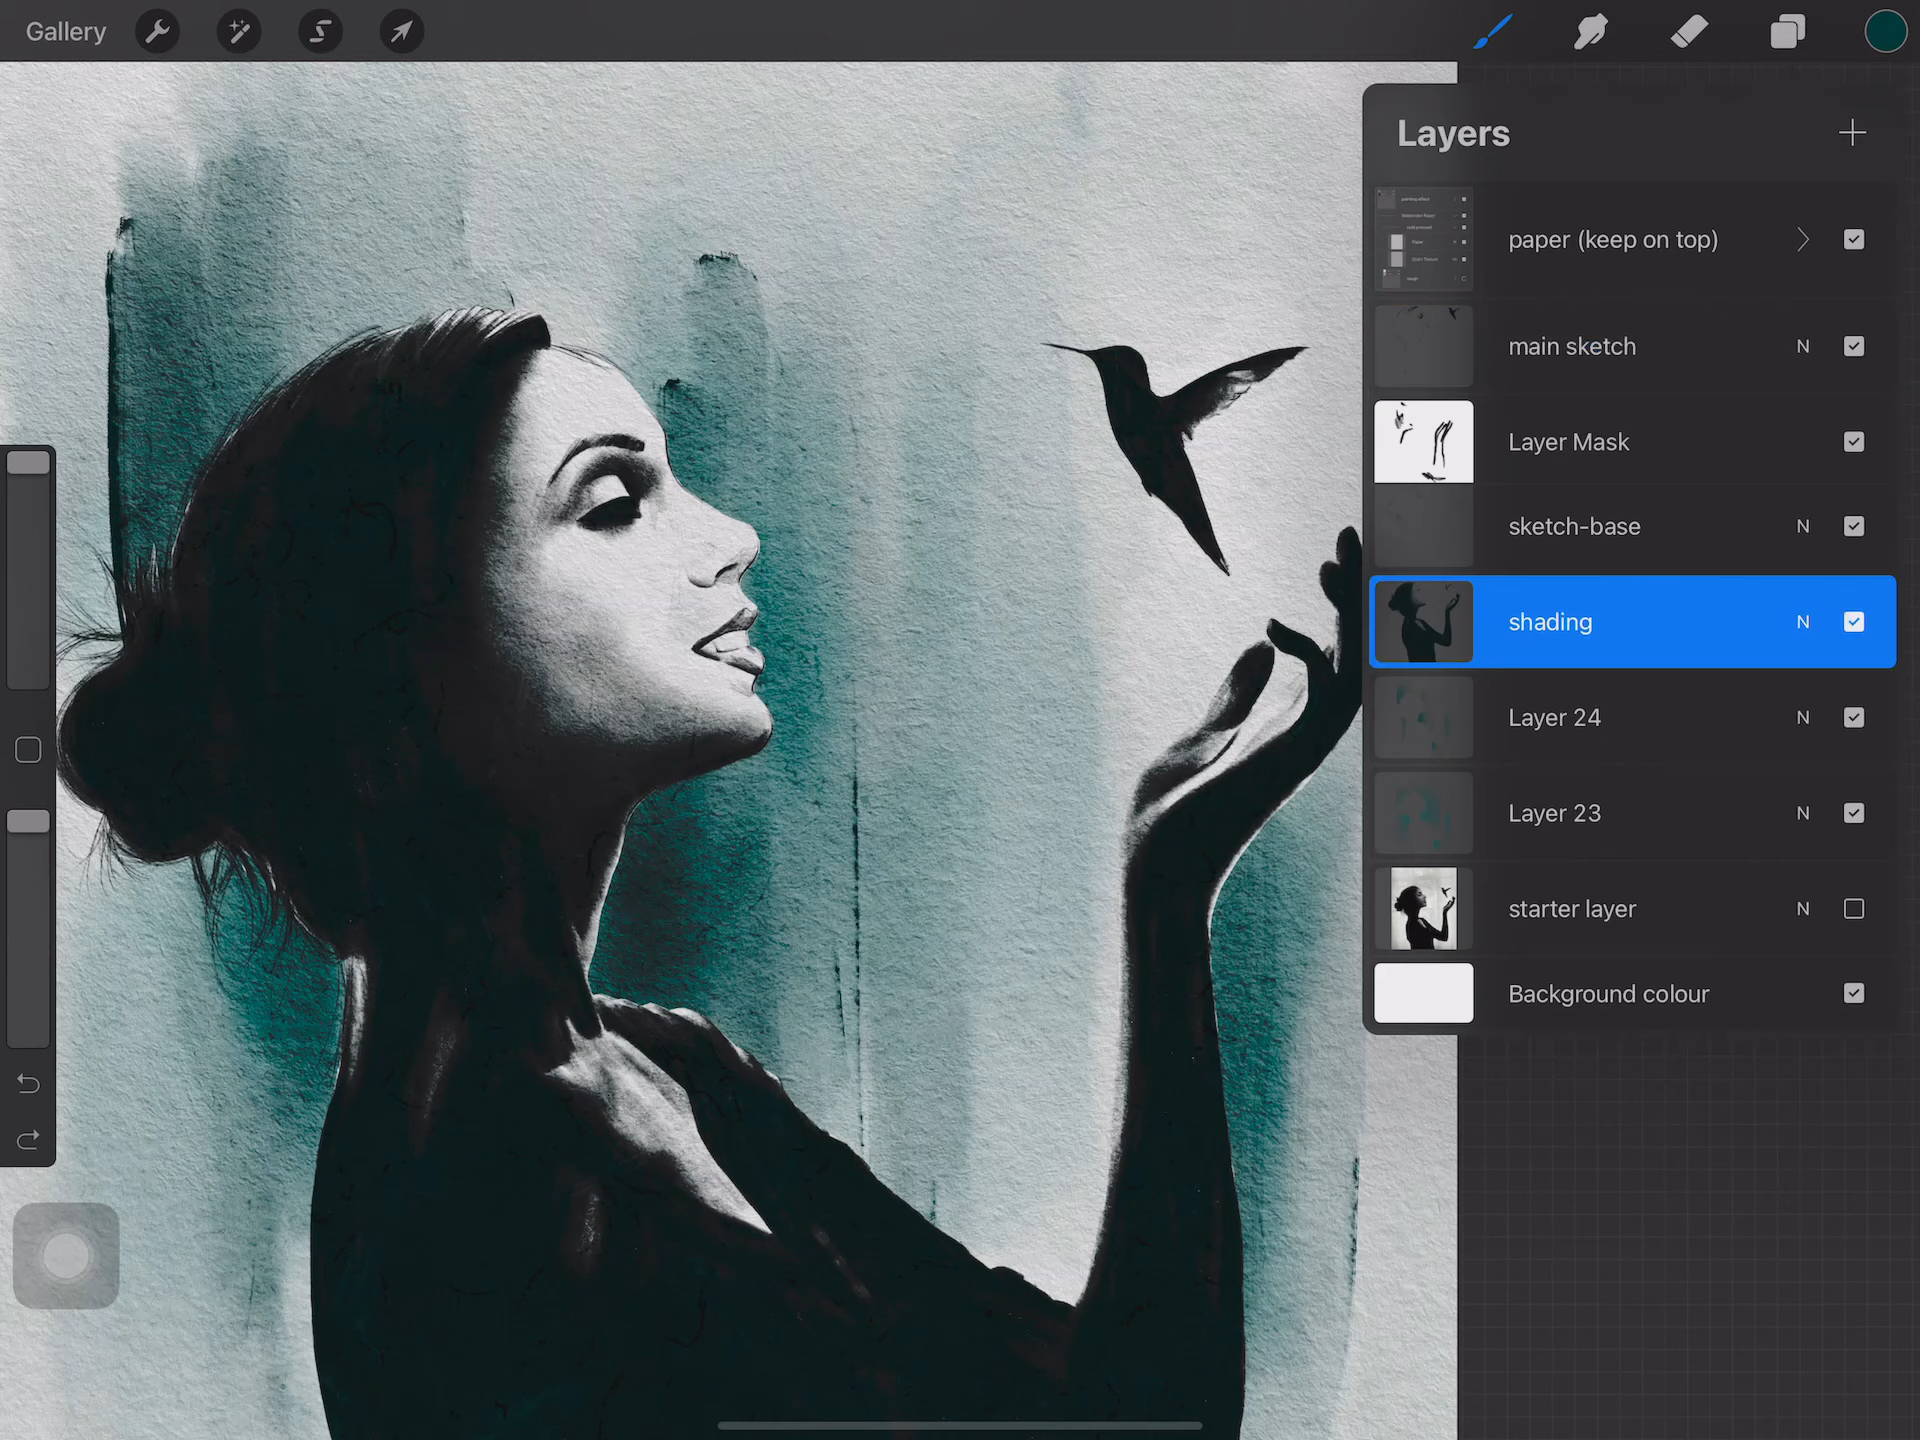 Gallery
Layers
paper (keep on top)
main sketch N
Layer Mask
sketch-base N
shading N
Layer 24 N
Layer 23 N
starter layer N
Background colour